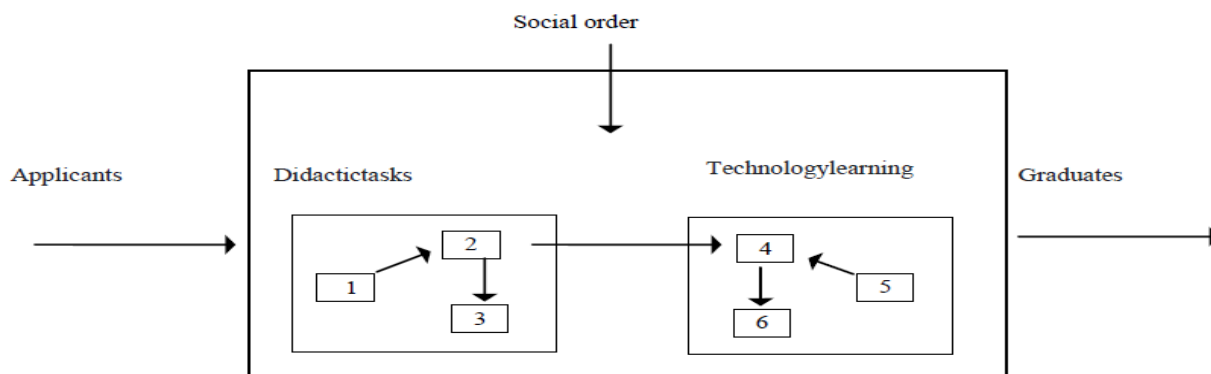 Social order
Applicants
Didactictasks
Technologylearning
Graduates
2
4
1
5
3
6